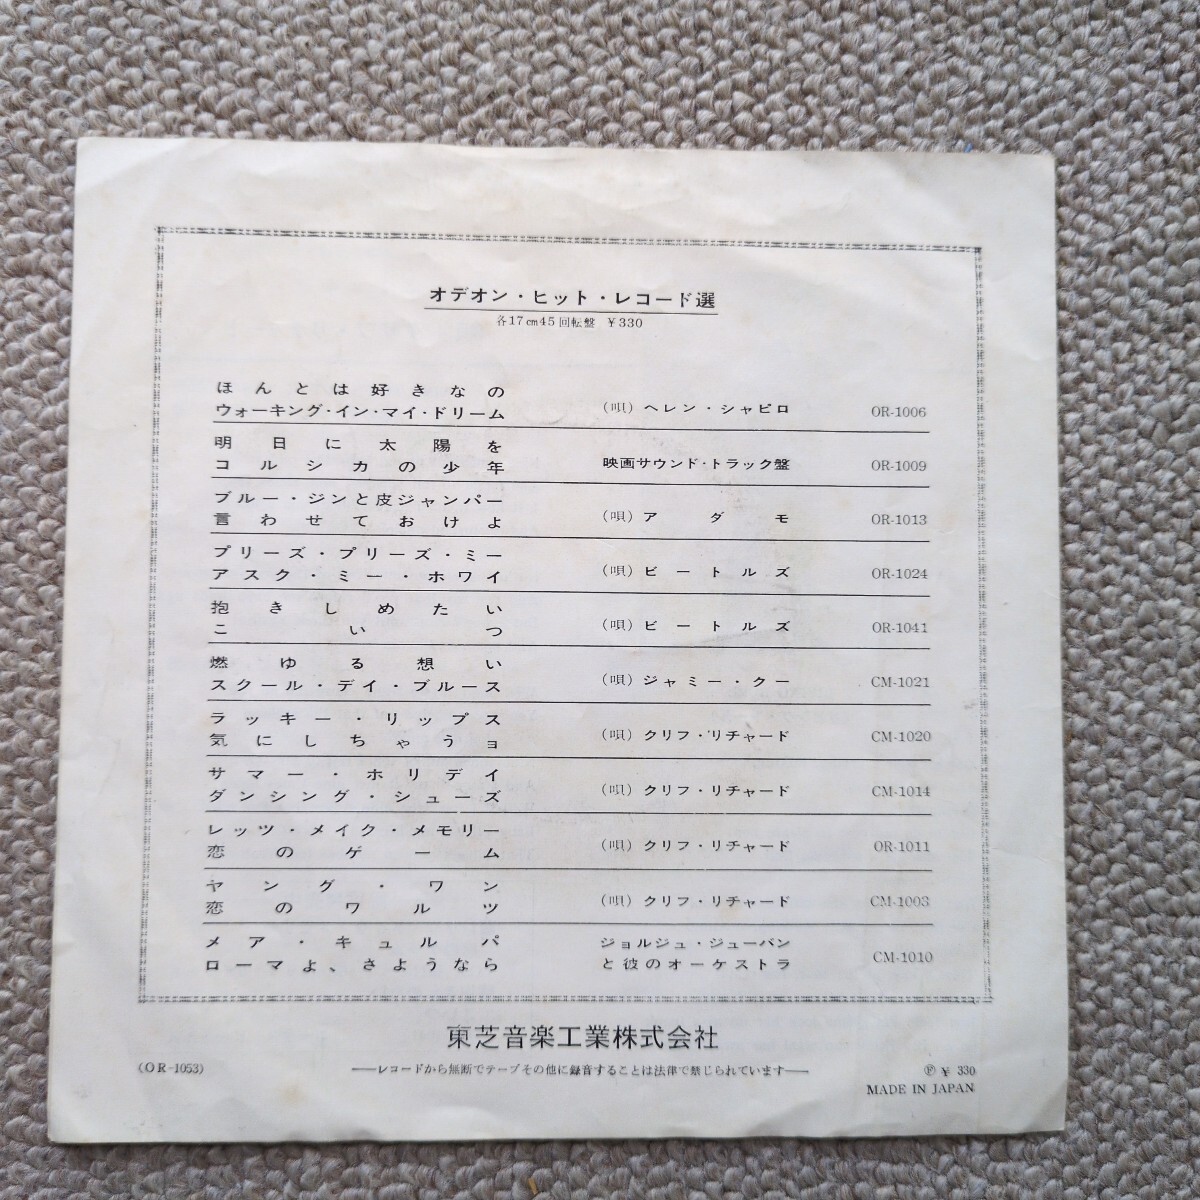 オデオン・ヒット・レコード選
各17㎝45回転盤 ￥330
ほんとは好きなの
ウォーキング・イン・マイ・ドリーム （唄）ヘレン・シャピロ OR-1006
明日に太陽を
コルシカの少年 映画サウンド・トラック盤 OR-1009
ブルー・ジンと皮ジャンパー
言わせておけよ （唄）アダモ OR-1013
プリーズ・プリーズ・ミー
アスク・ミー・ホワイ （唄）ビートルズ OR-1024
抱きしめたい
こいつ （唄）ビートルズ OR-1041
燃ゆる想い
スクール・デイ・ブルース （唄）ジャミー・クー CM-1021
ラッキー・リップス
気にしちゃうョ （唄）クリフ・リチャード CM-1020
サマー・ホリデイ
ダンシング・シューズ （唄）クリフ・リチャード CM-1014
レッツ・メイク・メモリー
恋のゲーム （唄）クリフ・リチャード OR-1011
ヤング・ワン
恋のワルツ （唄）クリフ・リチャード CM-1003
メア・キュルパ ジョルジュ・ジューバン
ローマよ、さようなら と彼のオーケストラ CM-1010
東芝音楽工業株式会社
(OR-1053) ──レコードから無断でテープその他に録音することは法律で禁じられています── Ⓟ ￥ 330
MADE IN JAPAN